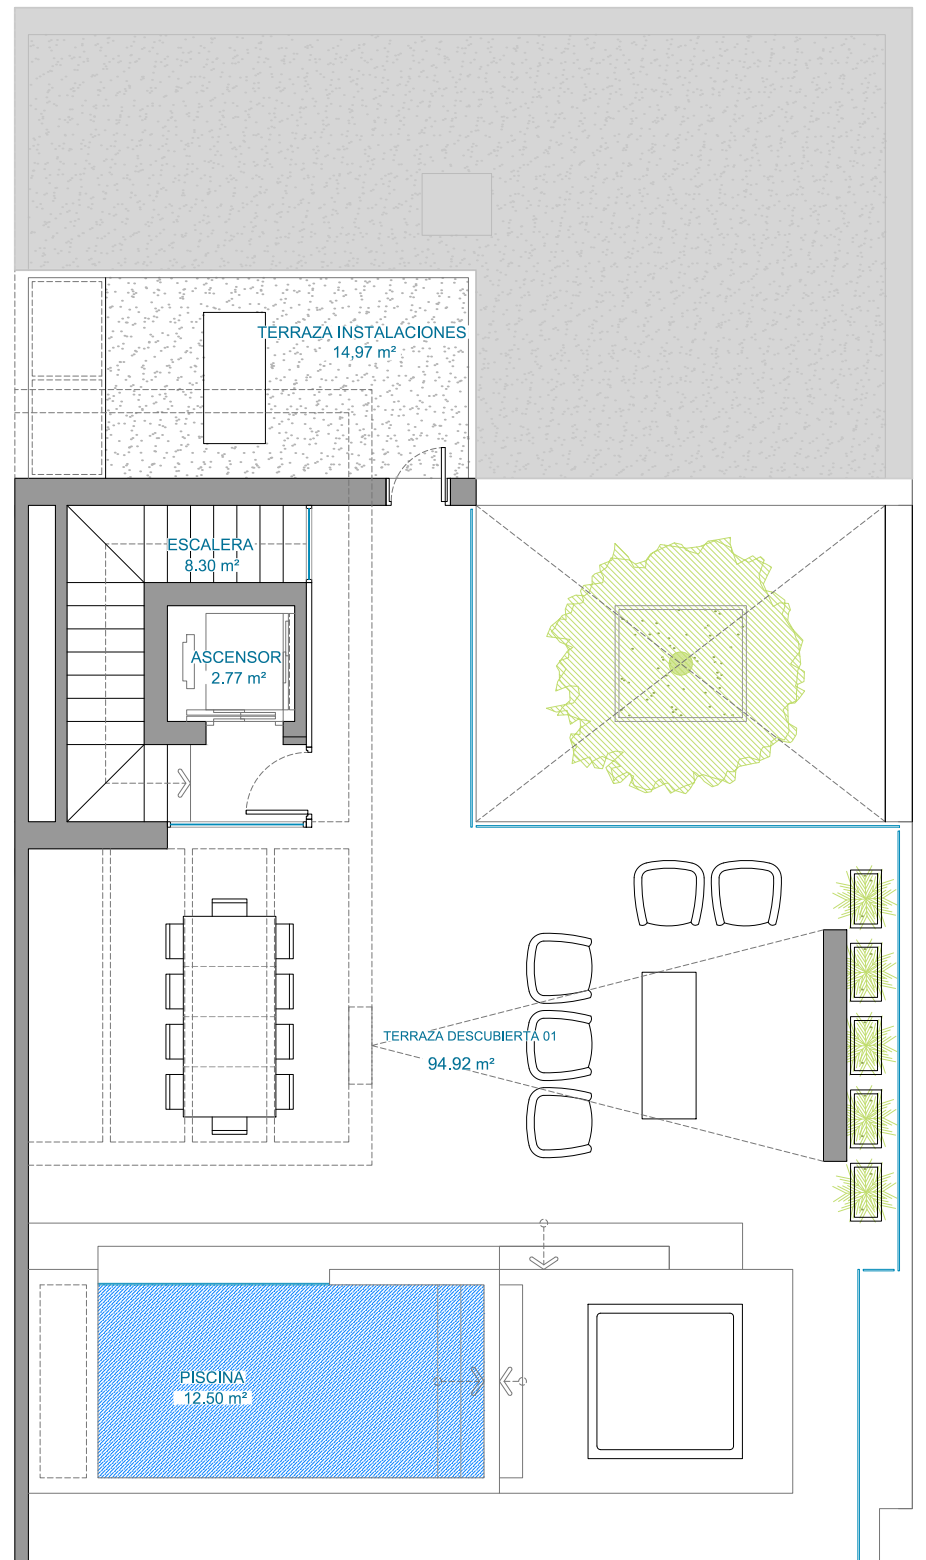 TERRAZA INSTALACIONES
14,97 m²
ESCALERA
8.30 m²
ASCENSOR
2.77 m²
TERRAZA DESCUBIERTA 01
94.92 m²
PISCINA
12.50 m²